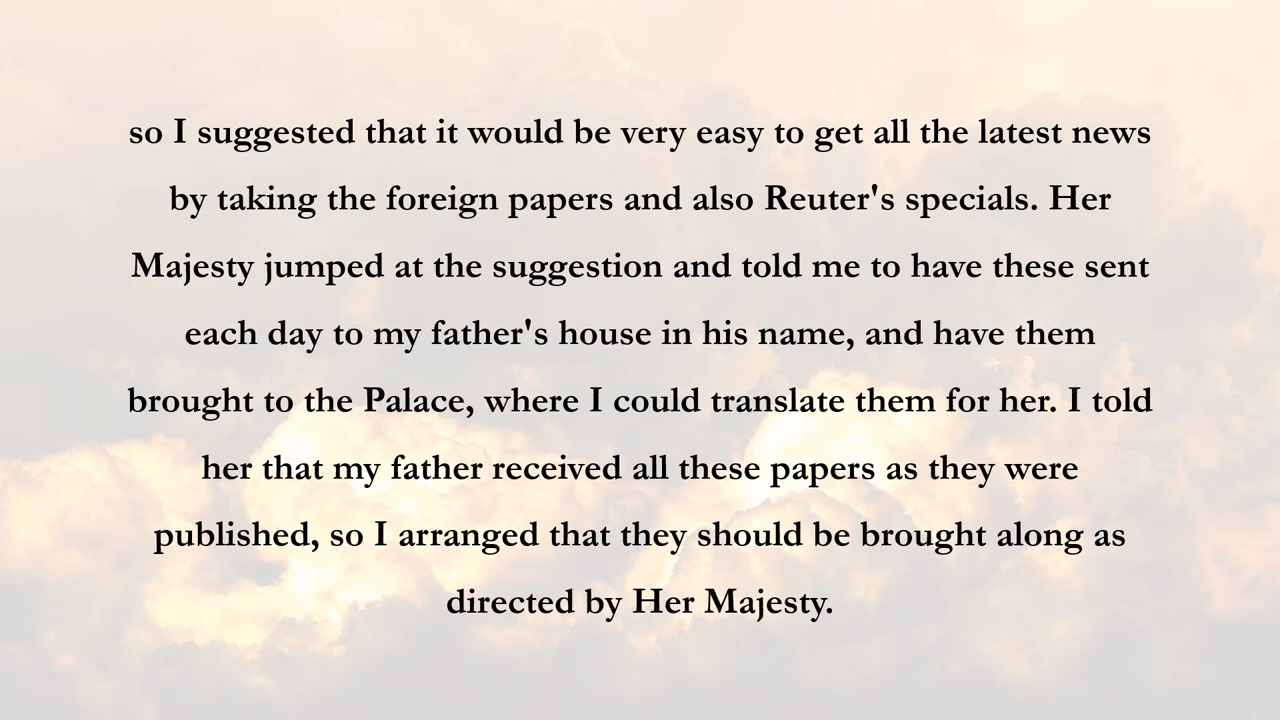 so I suggested that it would be very easy to get all the latest news
by taking the foreign papers and also Reuter's specials. Her
Majesty jumped at the suggestion and told me to have these sent
each day to my father's house in his name, and have them
brought to the Palace, where I could translate them for her. I told
her that my father received all these papers as they were
published, so I arranged that they should be brought along as
directed by Her Majesty.